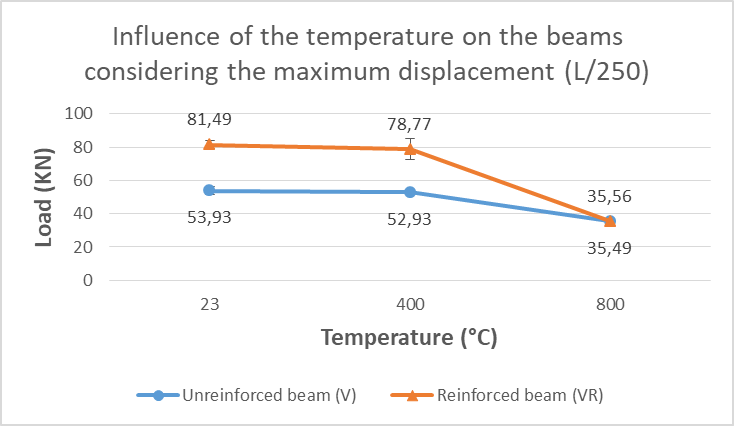 Influence of the temperature on the beams
considering the maximum displacement (L/250)
100
80
60
40
20
0
Load (KN)
81,49
78,77
35,56
53,93
52,93
35,49
23
400
800
Temperature (°C)
Unreinforced beam (V)
Reinforced beam (VR)